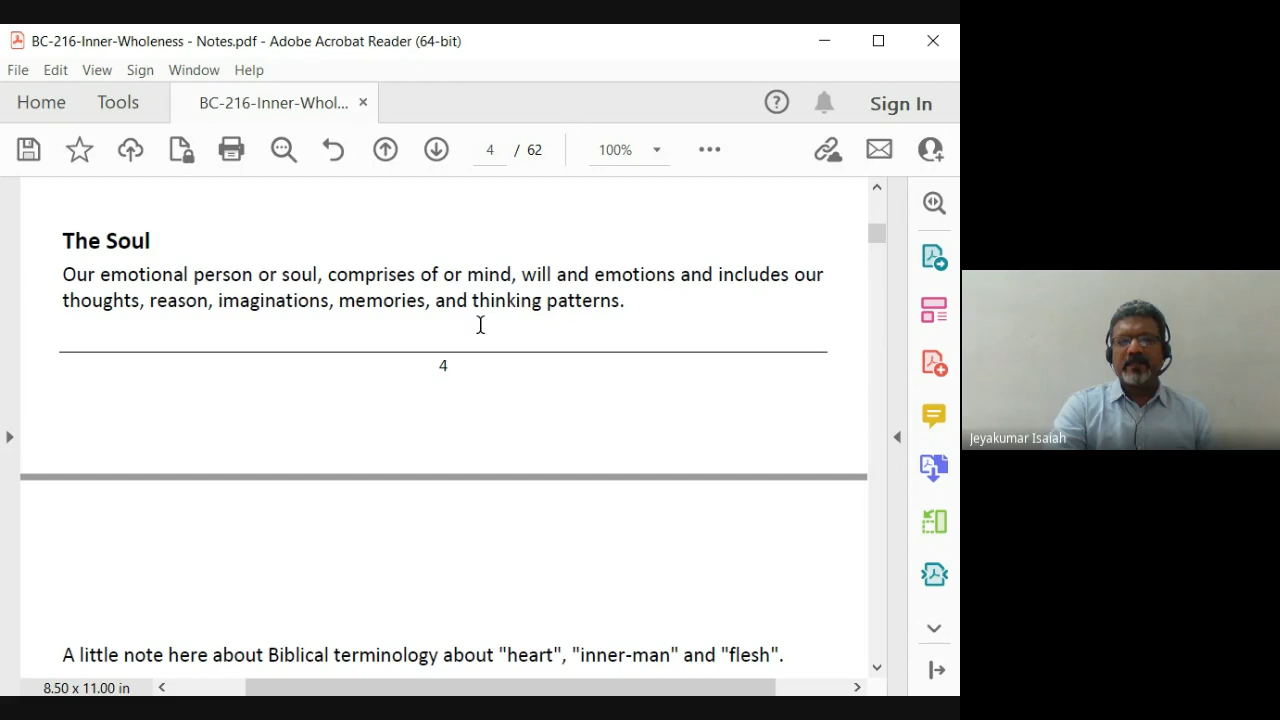 BC-216-Inner-Wholeness - Notes.pdf - Adobe Acrobat Reader (64-bit)
File Edit View Sign Window Help
Home Tools BC-216-Inner-Whol... × Sign In
4 / 62 100%
The Soul
Our emotional person or soul, comprises of or mind, will and emotions and includes our
thoughts, reason, imaginations, memories, and thinking patterns.
4
Jeyakumar Isaiah
A little note here about Biblical terminology about "heart", "inner-man" and "flesh".
8.50 x 11.00 in